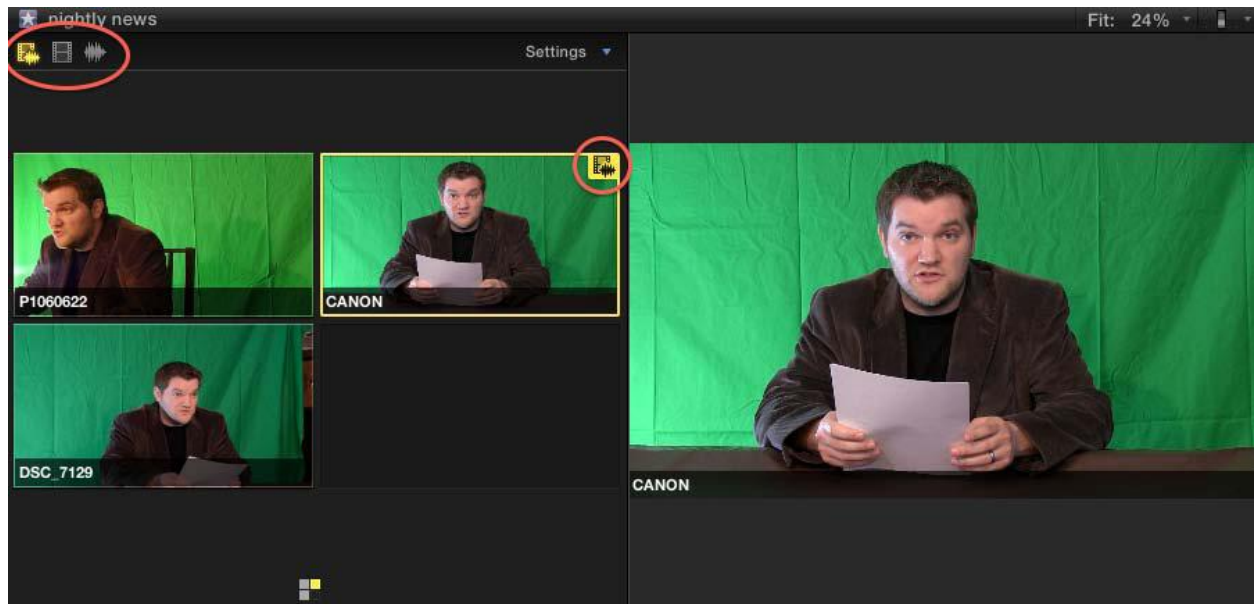 nightly news
Fit: 24%
Settings
P1060622
CANON
DSC_7129
CANON